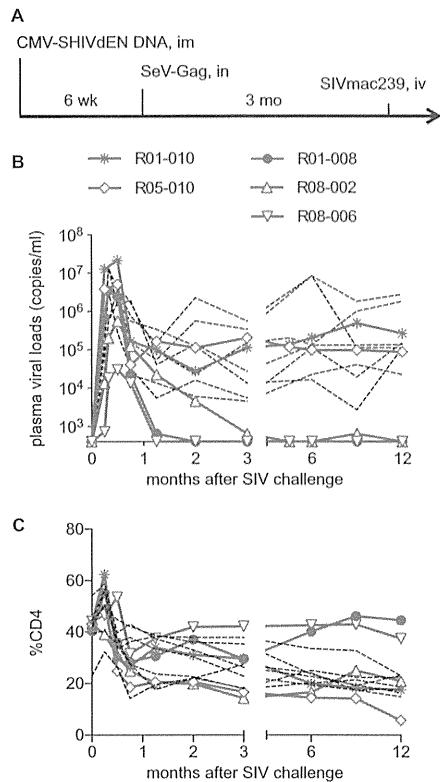 A
CMV-SHIVdEN DNA, im
SeV-Gag, in
SIVmac239, iv
6 wk
3 mo
B
R01-010
R01-008
R05-010
R08-002
R08-006
plasma viral loads (copies/ml)
10^8
10^7
10^6
10^5
10^4
10^3
0 1 2 3 6 12
months after SIV challenge
C
%CD4
80
60
40
20
0
0 1 2 3 6 12
months after SIV challenge